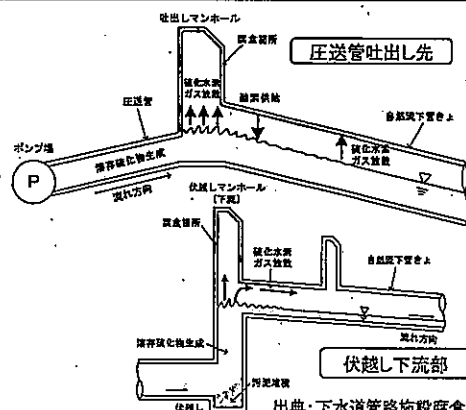 吐出しマンホール
腐食箇所
圧送管吐出し先
硫化水素
ガス放散
酸素供給
圧送管
自然流下管きょ
ポンプ場
硫化水素
ガス放散
溶存硫化物生成
P
流れ方向
伏越しマンホール
(下流)
腐食箇所
硫化水素
ガス放散
自然流下管きょ
溶存硫化物生成
流れ方向
伏越し下流部
汚泥堆積
伏越し
出典:下水道管路施設腐食